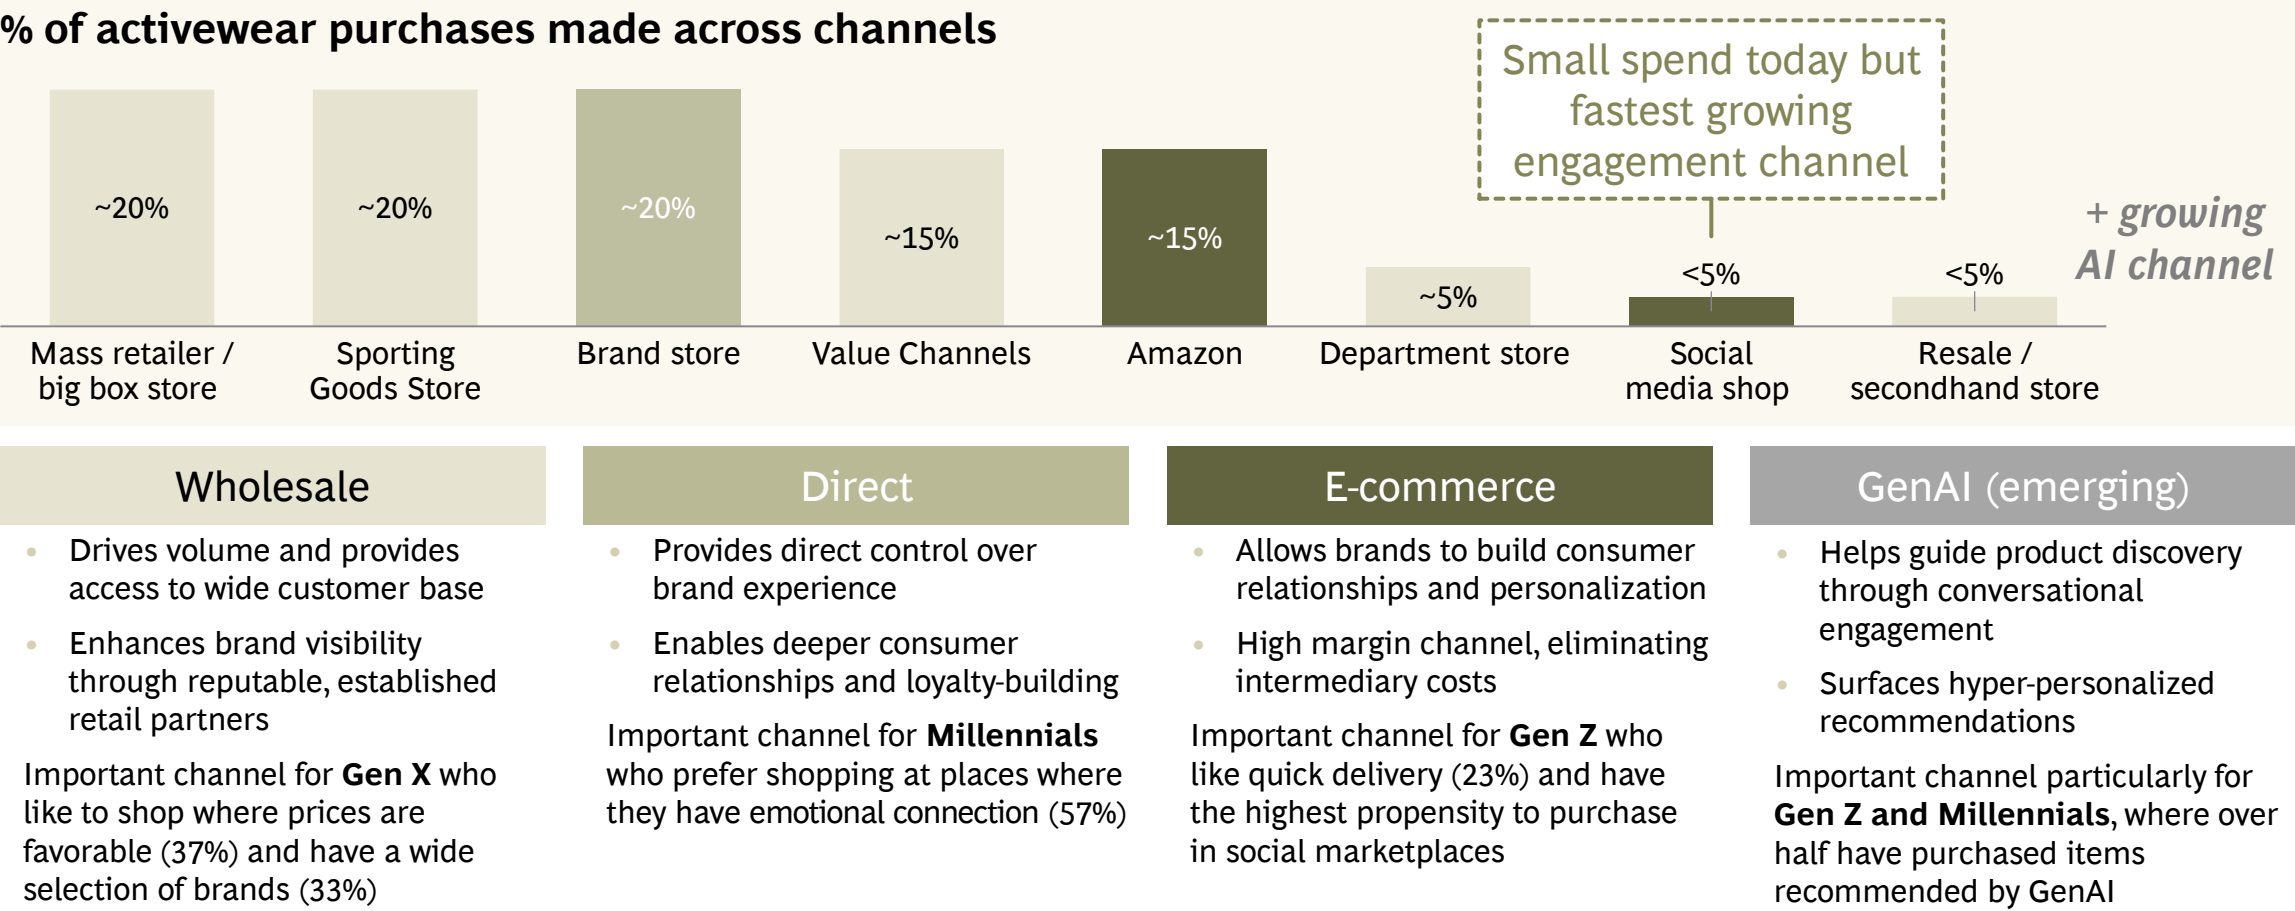 % of activewear purchases made across channels
Small spend today but
fastest growing
engagement channel
+ growing
AI channel
~20%
~20%
~20%
~15%
~15%
~5%
<5%
<5%
Mass retailer /
big box store
Sporting
Goods Store
Brand store
Value Channels
Amazon
Department store
Social
media shop
Resale /
secondhand store
Wholesale
• Drives volume and provides
access to wide customer base
• Enhances brand visibility
through reputable, established
retail partners
Important channel for Gen X who
like to shop where prices are
favorable (37%) and have a wide
selection of brands (33%)
Direct
• Provides direct control over
brand experience
• Enables deeper consumer
relationships and loyalty-building
Important channel for Millennials
who prefer shopping at places where
they have emotional connection (57%)
E-commerce
• Allows brands to build consumer
relationships and personalization
• High margin channel, eliminating
intermediary costs
Important channel for Gen Z who
like quick delivery (23%) and have
the highest propensity to purchase
in social marketplaces
GenAI (emerging)
• Helps guide product discovery
through conversational
engagement
• Surfaces hyper-personalized
recommendations
Important channel particularly for
Gen Z and Millennials, where over
half have purchased items
recommended by GenAI